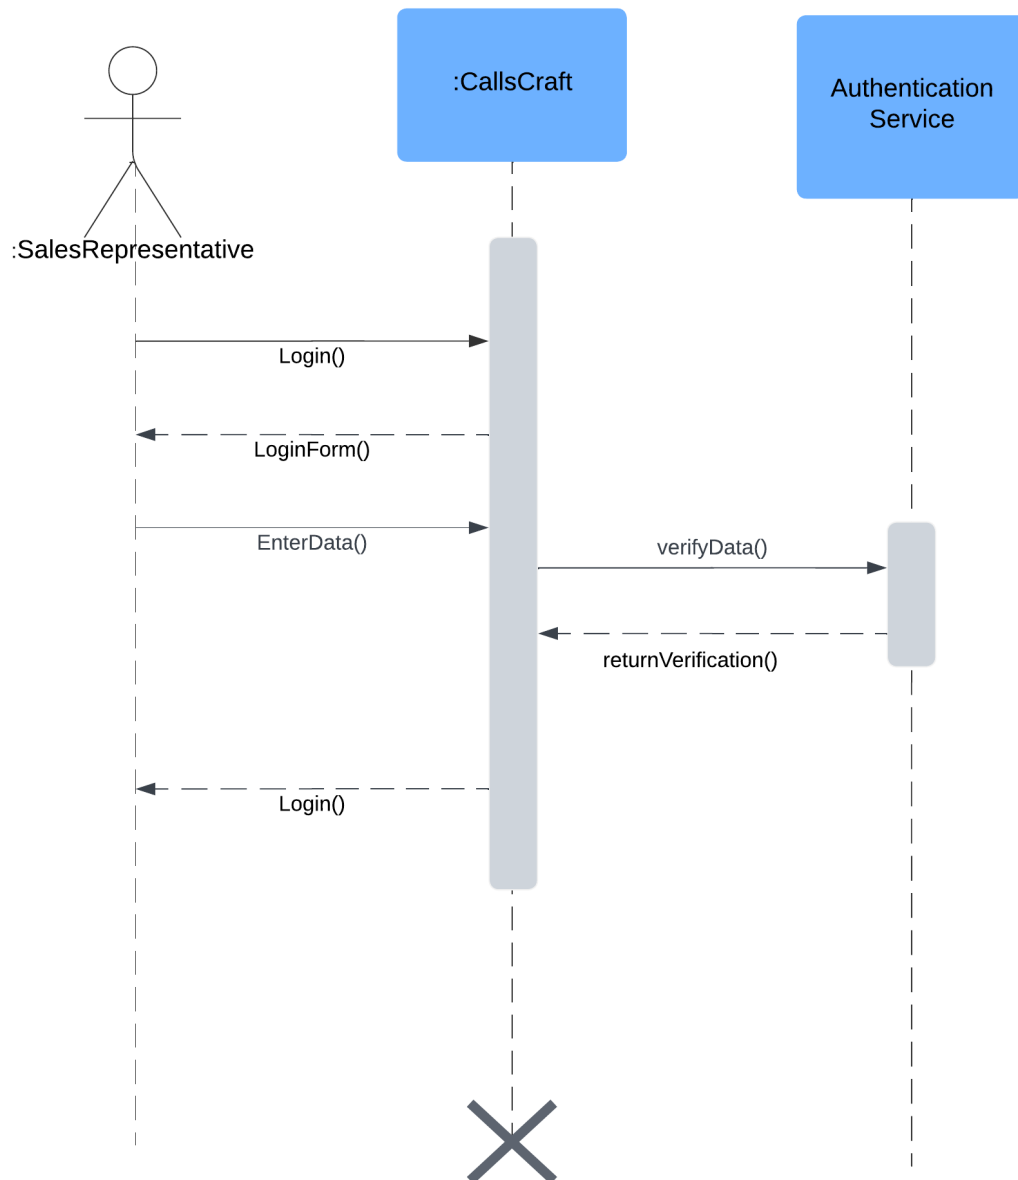 :CallsCraft
Authentication
Service
:SalesRepresentative
Login()
LoginForm()
EnterData()
verifyData()
returnVerification()
Login()